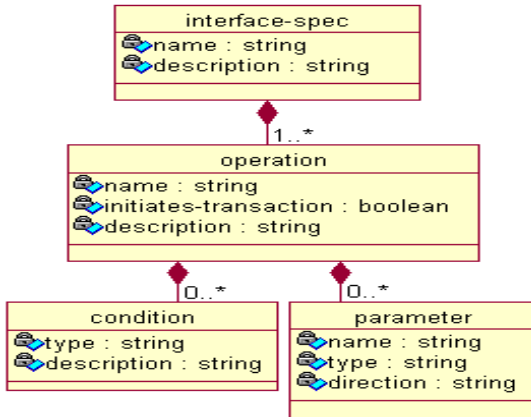 interface-spec
name : string
description : string
1..*
operation
name : string
initiates-transaction : boolean
description : string
0..*
0..*
condition
type : string
description : string
parameter
name : string
type : string
direction : string